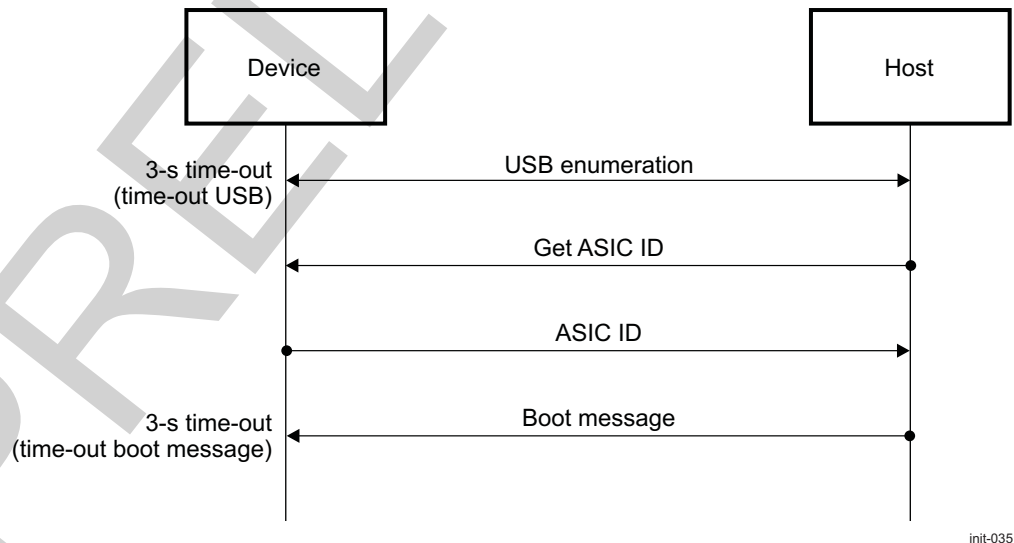 Device
Host
3-s time-out
(time-out USB)
USB enumeration
Get ASIC ID
ASIC ID
3-s time-out
(time-out boot message)
Boot message
init-035